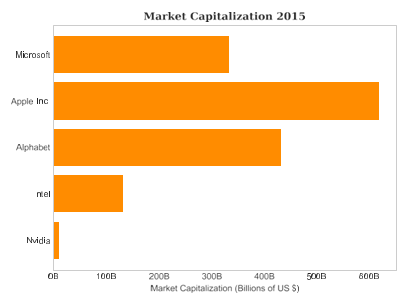 Market Capitalization 2015
Microsoft
Apple Inc
Alphabet
ntel
Nvidia
0B 100B 200B 300B 400B 500B 600B
Market Capitalization (Billions of US $)